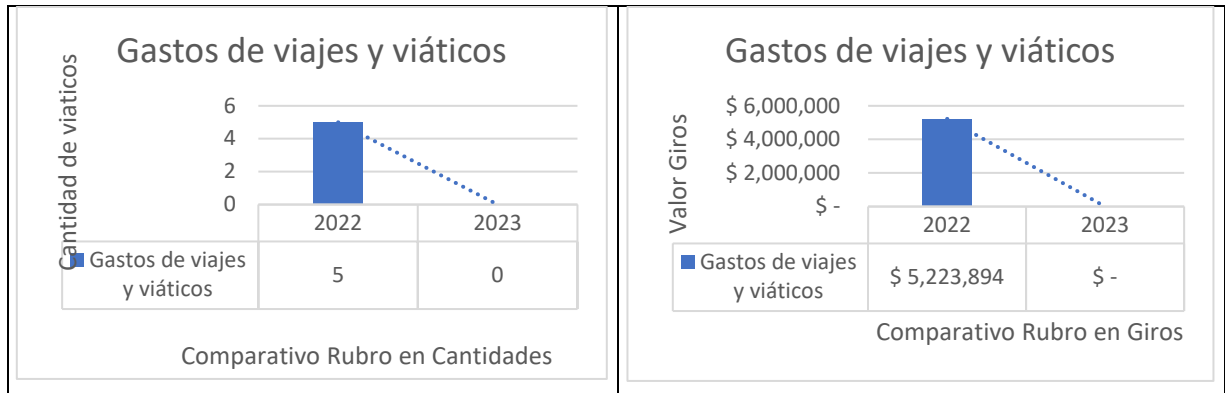 Gastos de viajes y viáticos
Cantidad de viaticos
6
4
2
0
2022 2023
Gastos de viajes
y viáticos
5 0
Comparativo Rubro en Cantidades
Gastos de viajes y viáticos
Valor Giros
$ 6,000,000
$ 4,000,000
$ 2,000,000
$ -
2022 2023
Gastos de viajes
y viáticos
$ 5,223,894 $ -
Comparativo Rubro en Giros